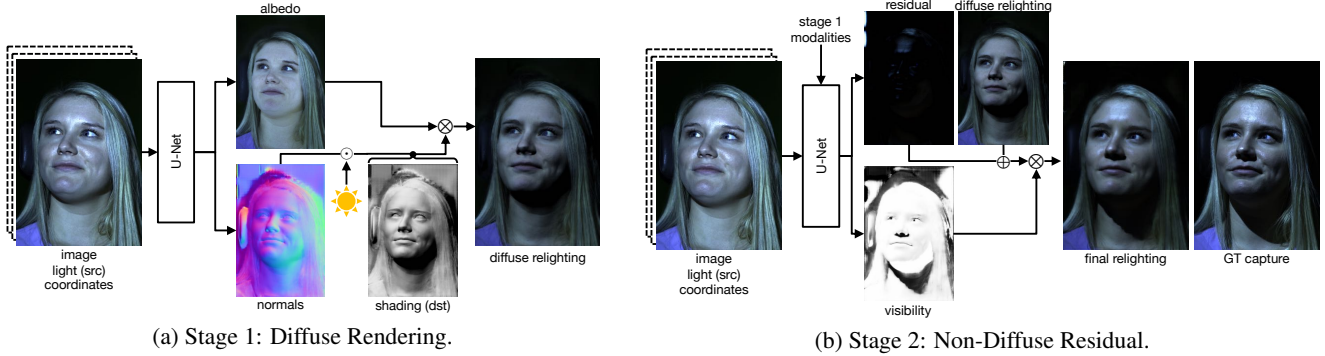 albedo
U-Net
image
light (src)
coordinates
normals
shading (dst)
diffuse relighting
(a) Stage 1: Diffuse Rendering.
residual
diffuse relighting
stage 1
modalities
U-Net
image
light (src)
coordinates
visibility
final relighting
GT capture
(b) Stage 2: Non-Diffuse Residual.